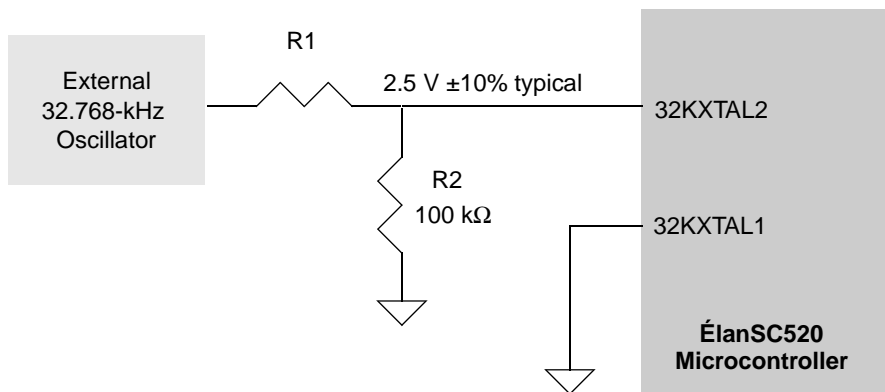 R1
External
32.768-kHz
Oscillator
2.5 V ±10% typical
32KXTAL2
R2
100 kΩ
32KXTAL1
ÉlanSC520
Microcontroller